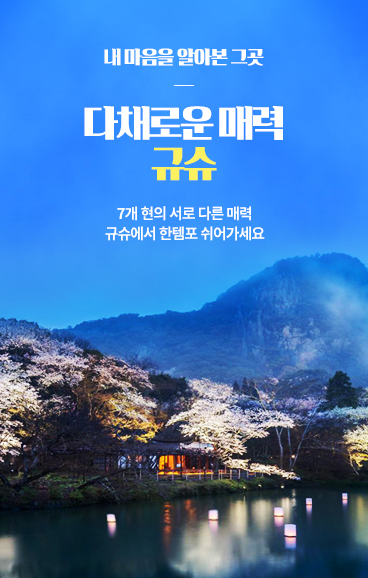 내 마음을 알아본 그곳
다채로운 매력
규슈
7개 현의 서로 다른 매력
규슈에서 한템포 쉬어가세요